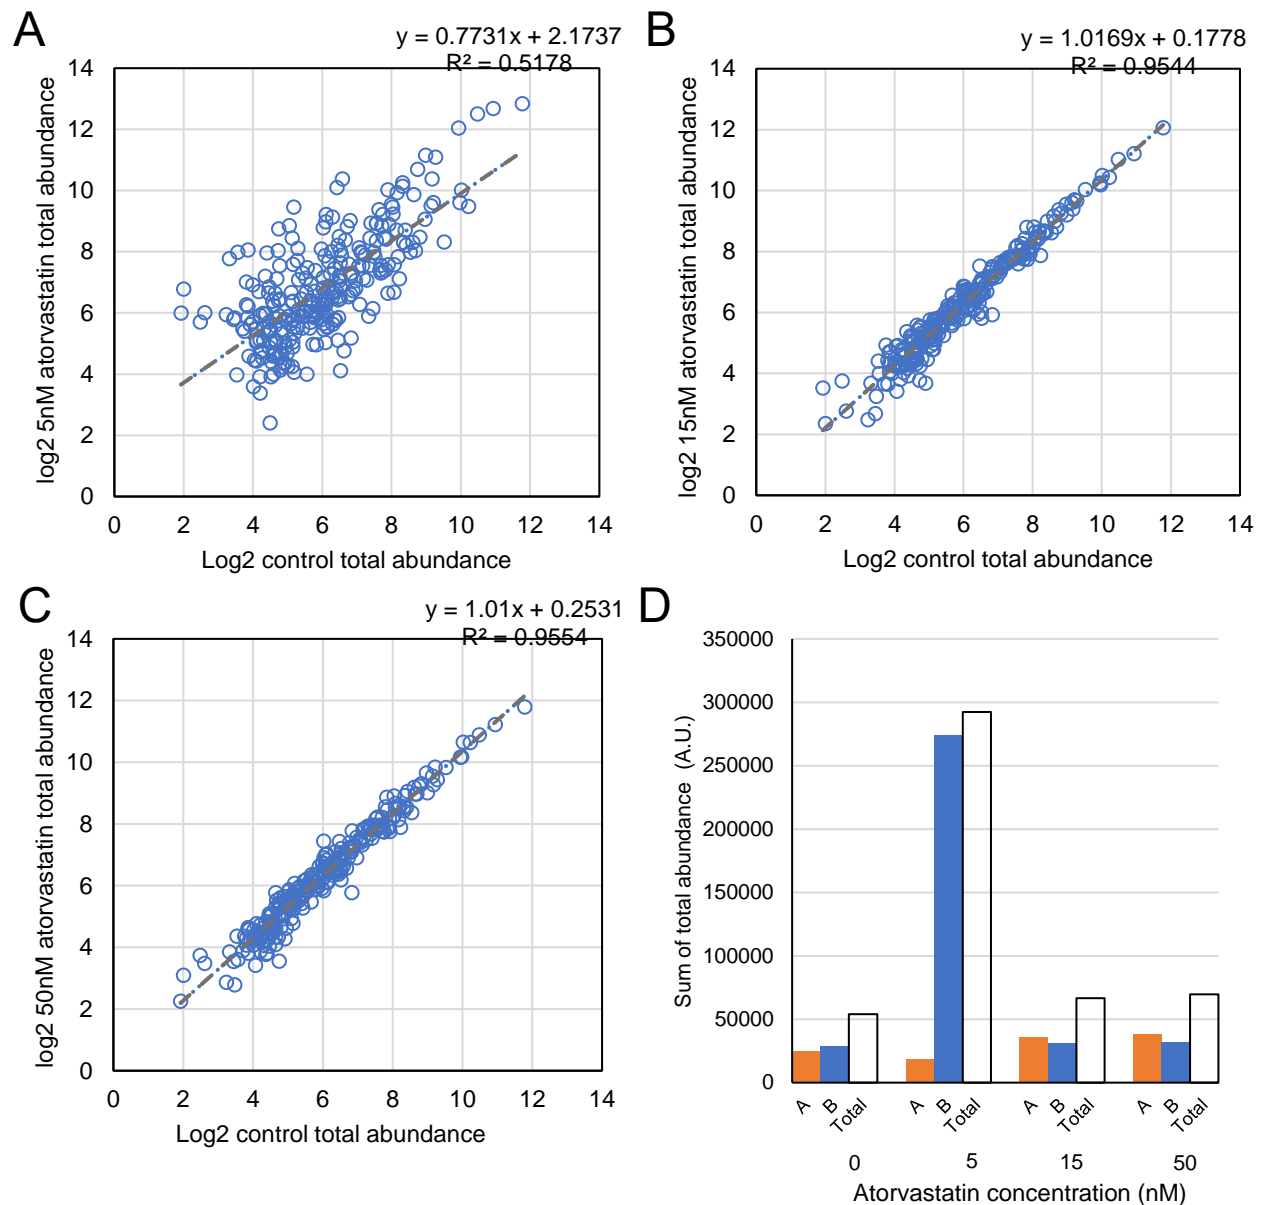 A
y = 0.7731x + 2.1737
R² = 0.5178
log2 5nM atorvastatin total abundance
14
12
10
8
6
4
2
0
0 2 4 6 8 10 12 14
Log2 control total abundance
B
y = 1.0169x + 0.1778
R² = 0.9544
log2 15nM atorvastatin total abundance
14
12
10
8
6
4
2
0
0 2 4 6 8 10 12 14
Log2 control total abundance
C
y = 1.01x + 0.2531
R² = 0.9554
log2 50nM atorvastatin total abundance
14
12
10
8
6
4
2
0
0 2 4 6 8 10 12 14
Log2 control total abundance
D
Sum of total abundance (A.U.)
350000
300000
250000
200000
150000
100000
50000
0
A B Total A B Total A B Total A B Total
0 5 15 50
Atorvastatin concentration (nM)